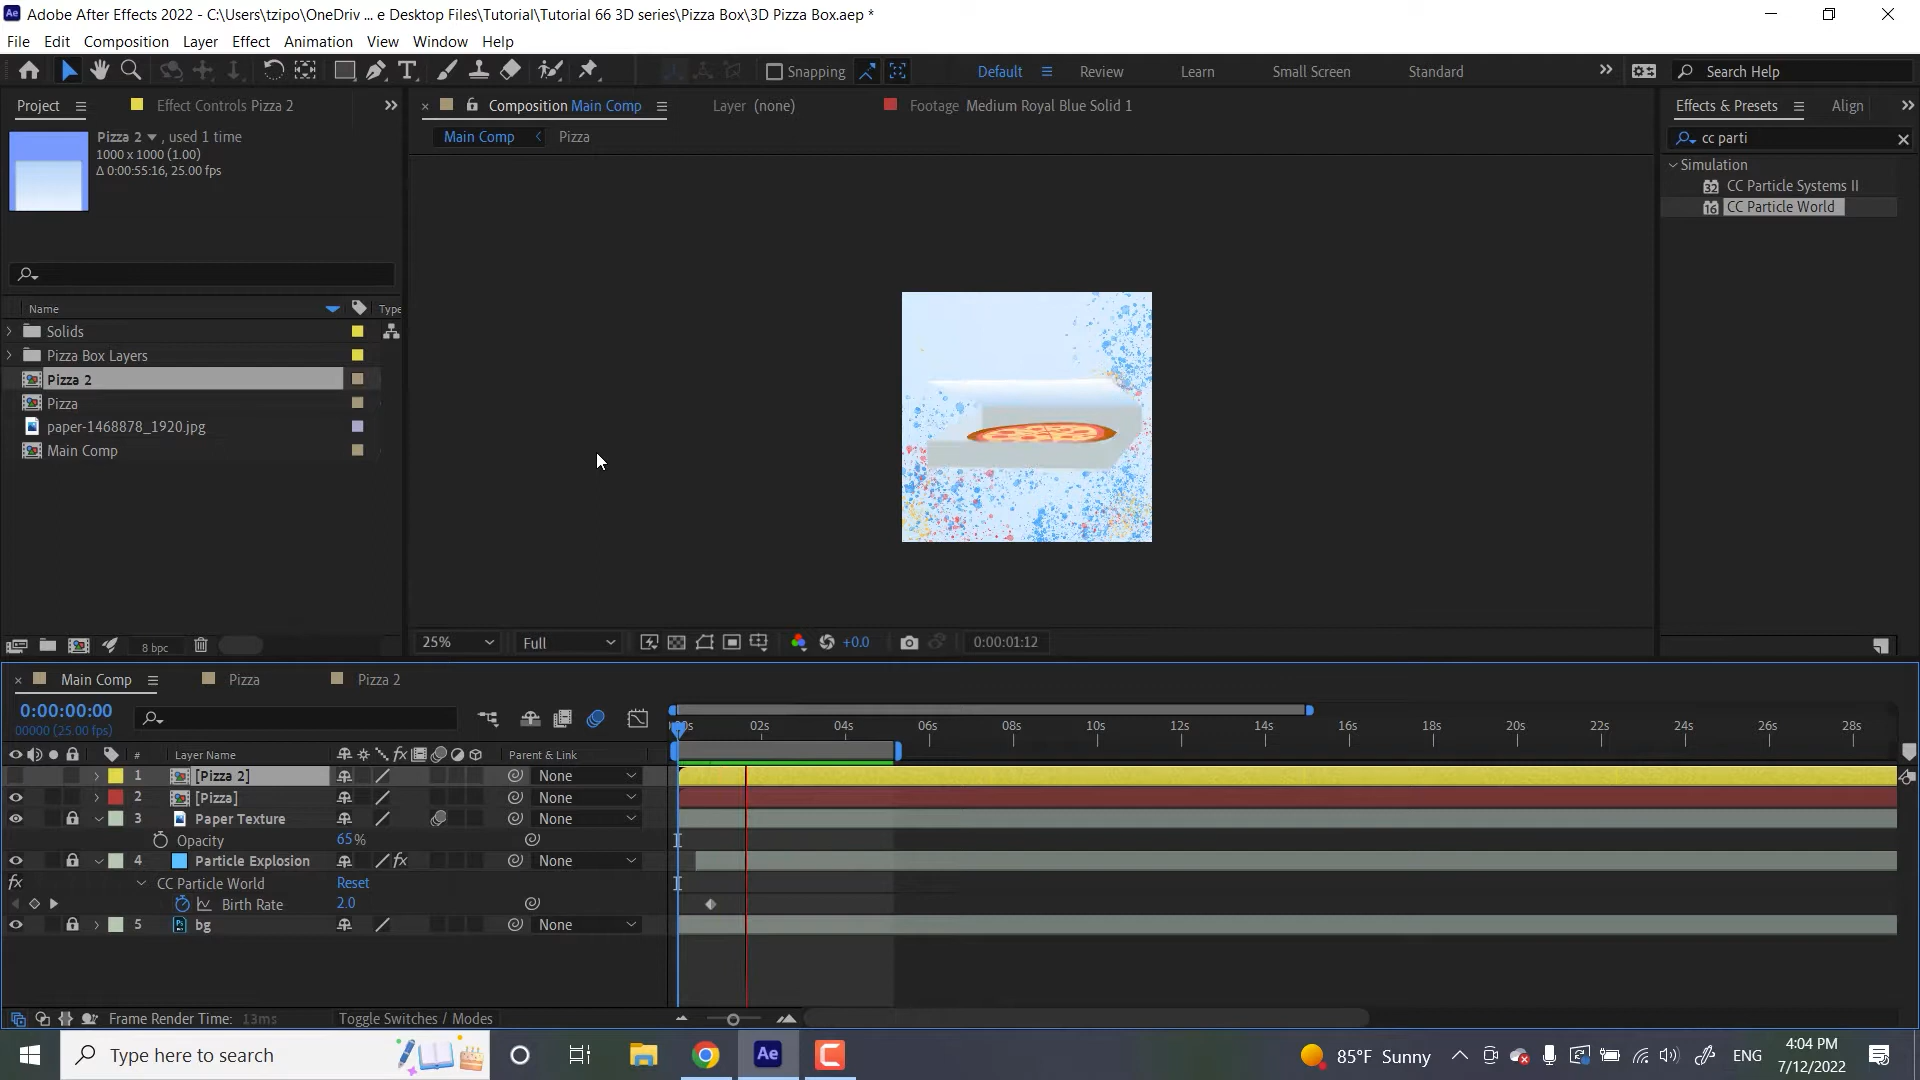 Adobe After Effects 2022 - C:\Users\tzipo\OneDriv ... e Desktop Files\Tutorial\Tutorial 66 3D series\Pizza Box\3D Pizza Box.aep *
File Edit Composition Layer Effect Animation View Window Help
Snapping Default Review Learn Small Screen Standard Search Help
Project Effect Controls Pizza 2 Composition Main Comp Layer (none) Footage Medium Royal Blue Solid 1 Effects & Presets Align
Main Comp Pizza
Pizza 2 , used 1 time
1000 x 1000 (1.00)
Δ 0:00:55:16, 25.00 fps
cc parti
Simulation
32 CC Particle Systems II
16 CC Particle World
Name Type
Solids
Pizza Box Layers
Pizza 2
Pizza
paper-1468878_1920.jpg
Main Comp
8 bpc
25% Full +0.0 0:00:01:12
Main Comp Pizza Pizza 2
0:00:00:00
00000 (25.00 fps)
02s 04s 06s 08s 10s 12s 14s 16s 18s 20s 22s 24s 26s 28s
# Layer Name Parent & Link
1 [Pizza 2] None
2 [Pizza] None
3 Paper Texture None
Opacity 65%
4 Particle Explosion None
CC Particle World Reset
Birth Rate 2.0
5 bg None
Frame Render Time: 13ms Toggle Switches / Modes
Type here to search Ae 85°F Sunny ENG 4:04 PM
7/12/2022